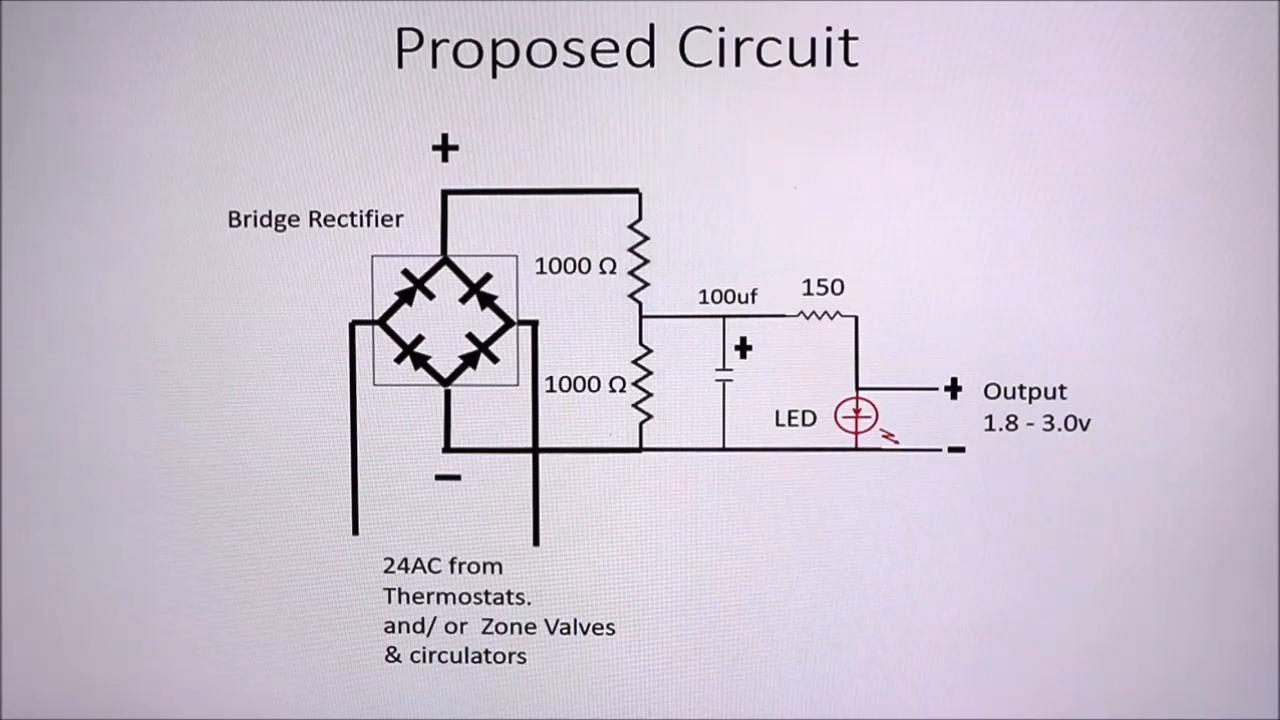 Proposed Circuit
+
Bridge Rectifier
1000 Ω
100uf
150
+
1000 Ω
LED
+
Output
1.8 - 3.0v
−
−
24AC from
Thermostats.
and/ or Zone Valves
& circulators